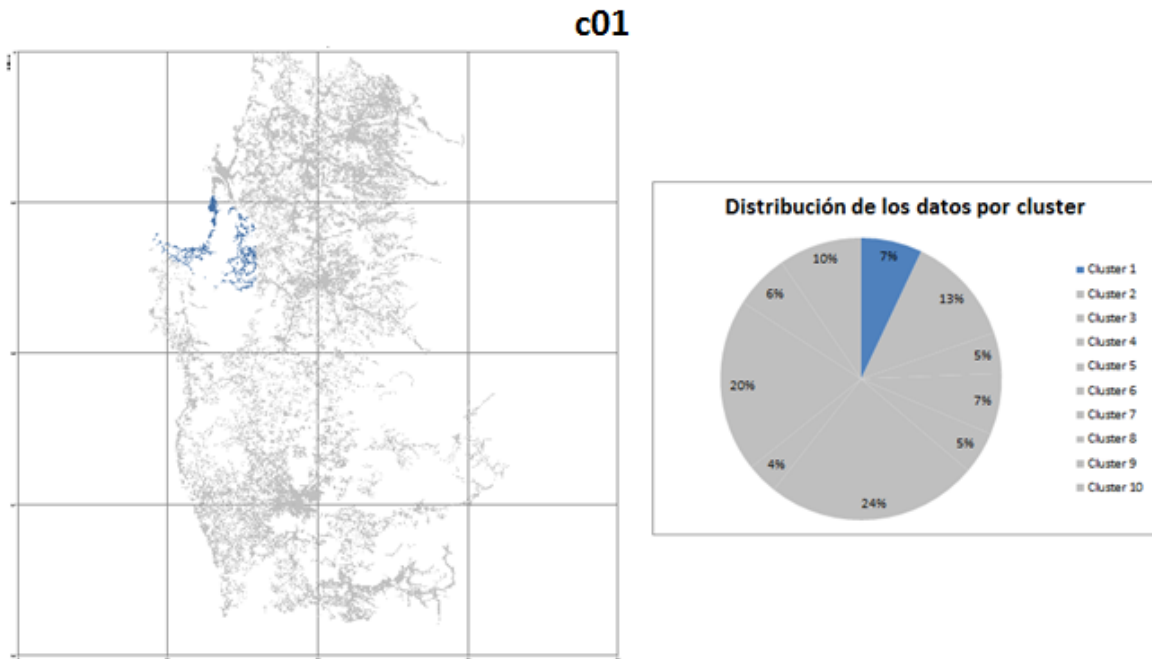 c01
Distribución de los datos por cluster
7%
13%
5%
7%
5%
24%
4%
20%
6%
10%
Cluster 1
Cluster 2
Cluster 3
Cluster 4
Cluster 5
Cluster 6
Cluster 7
Cluster 8
Cluster 9
Cluster 10